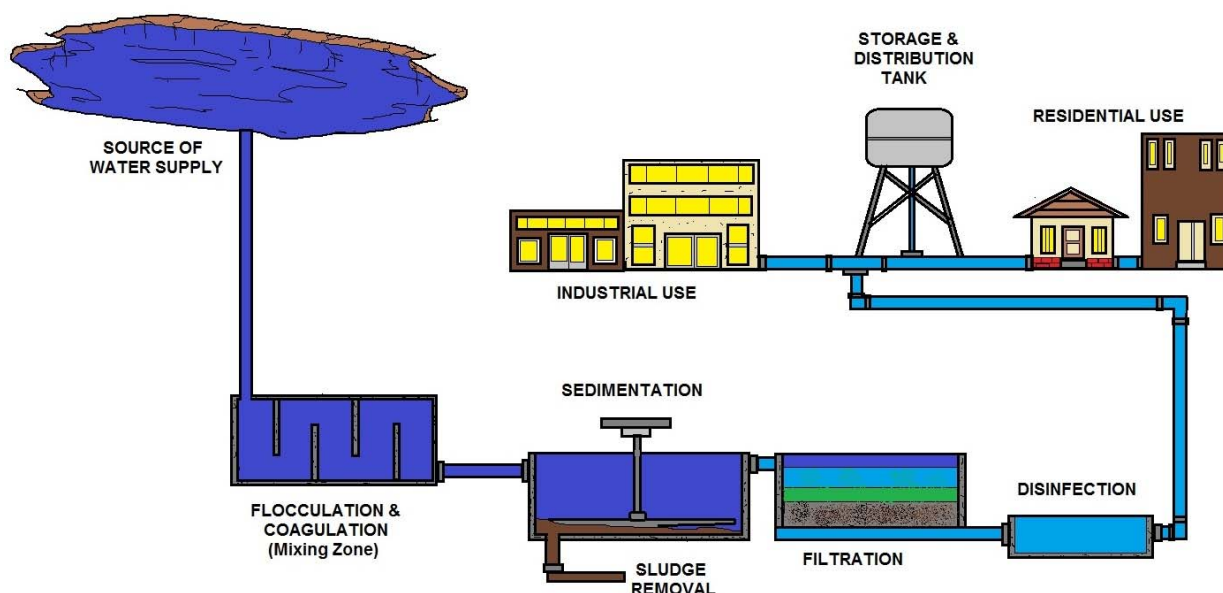 SOURCE OF
WATER SUPPLY
STORAGE &
DISTRIBUTION
TANK
RESIDENTIAL USE
INDUSTRIAL USE
FLOCCULATION &
COAGULATION
(Mixing Zone)
SEDIMENTATION
SLUDGE
REMOVAL
FILTRATION
DISINFECTION